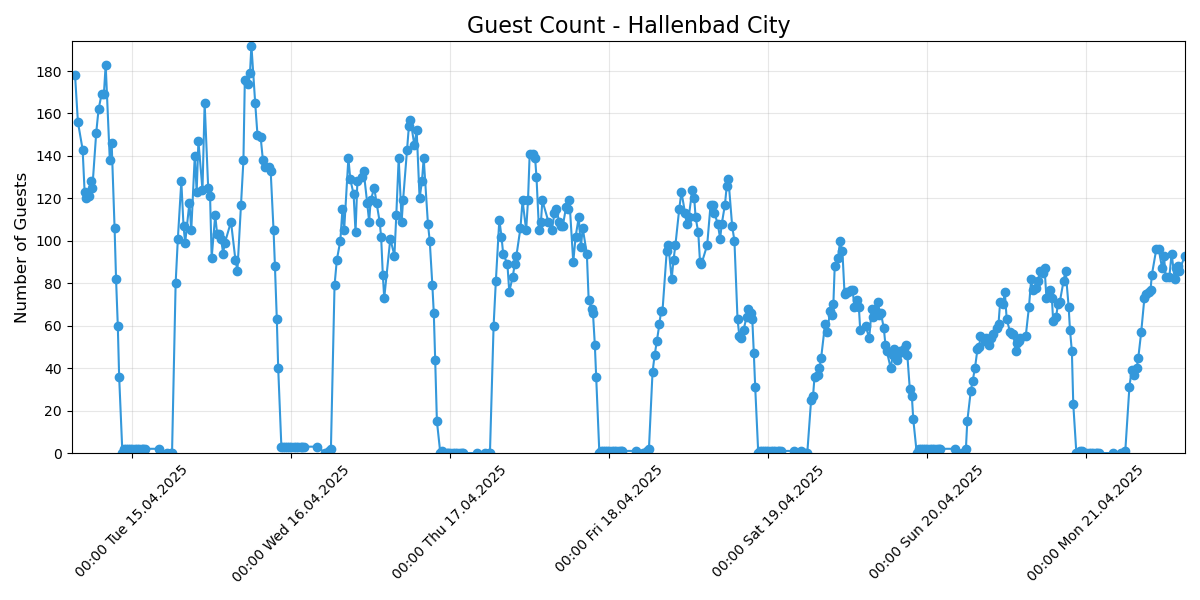 Guest Count - Hallenbad City
Number of Guests
180
160
140
120
100
80
60
40
20
0
00:00 Tue 15.04.2025
00:00 Wed 16.04.2025
00:00 Thu 17.04.2025
00:00 Fri 18.04.2025
00:00 Sat 19.04.2025
00:00 Sun 20.04.2025
00:00 Mon 21.04.2025